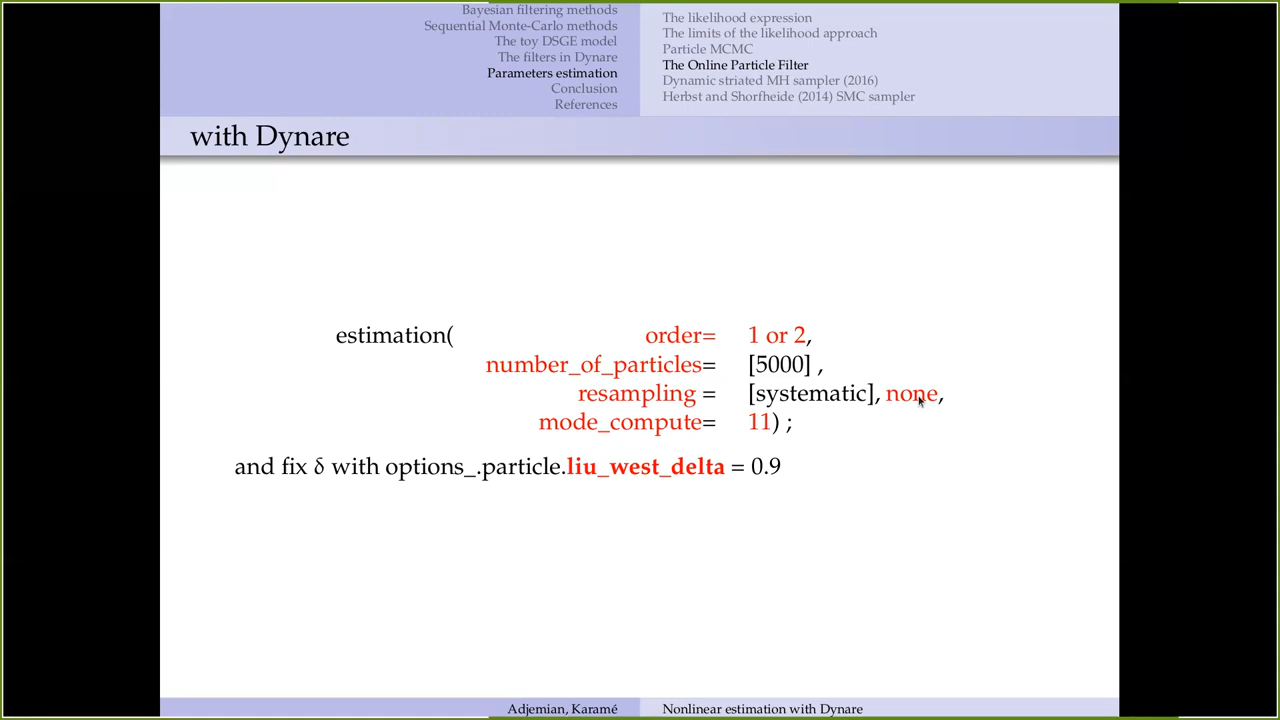 Bayesian filtering methods
Sequential Monte-Carlo methods
The toy DSGE model
The filters in Dynare
Parameters estimation
Conclusion
References
The likelihood expression
The limits of the likelihood approach
Particle MCMC
The Online Particle Filter
Dynamic striated MH sampler (2016)
Herbst and Shorfheide (2014) SMC sampler
with Dynare
estimation( order= 1 or 2,
number_of_particles= [5000] ,
resampling = [systematic], none,
mode_compute= 11) ;
and fix δ with options_.particle.liu_west_delta = 0.9
Adjemian, Karamé Nonlinear estimation with Dynare